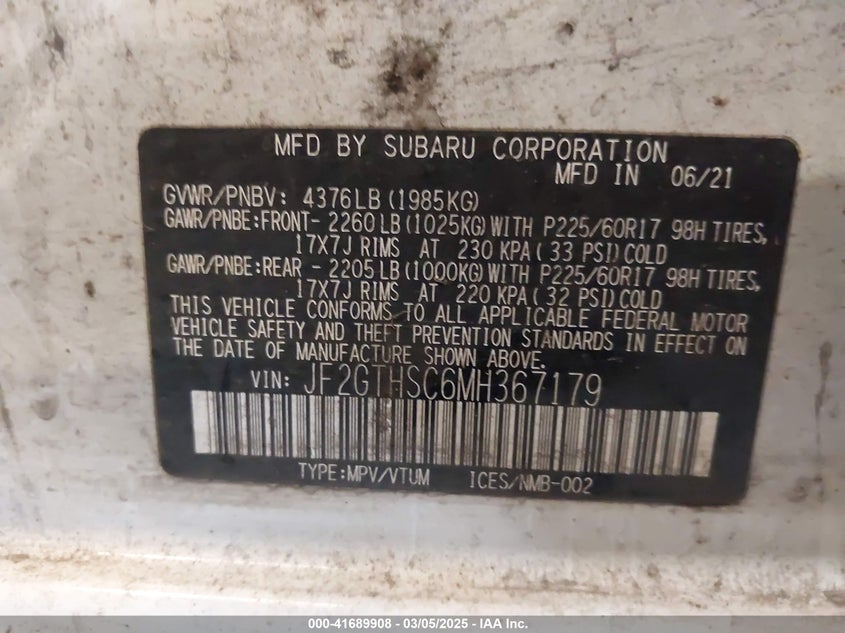 MFD BY SUBARU CORPORATION
MFD IN 06/21
GVWR/PNBV: 4376LB (1985KG)
GAWR/PNBE:FRONT- 2260 LB (1025KG) WITH P225/60R17 98H TIRES,
17X7J RIMS AT 230 KPA ( 33 PSI) COLD
GAWR/PNBE:REAR - 2205 LB (1000KG) WITH P225/60R17 98H TIRES,
17X7J RIMS AT 220 KPA ( 32 PSI) COLD
THIS VEHICLE CONFORMS TO ALL APPLICABLE FEDERAL MOTOR
VEHICLE SAFETY AND THEFT PREVENTION STANDARDS IN EFFECT ON
THE DATE OF MANUFACTURE SHOWN ABOVE.
VIN: JF2GTHSC6MH367179
TYPE:MPV/VTUM ICES/NMB-002
000-41689908 - 03/05/2025 - IAA Inc.